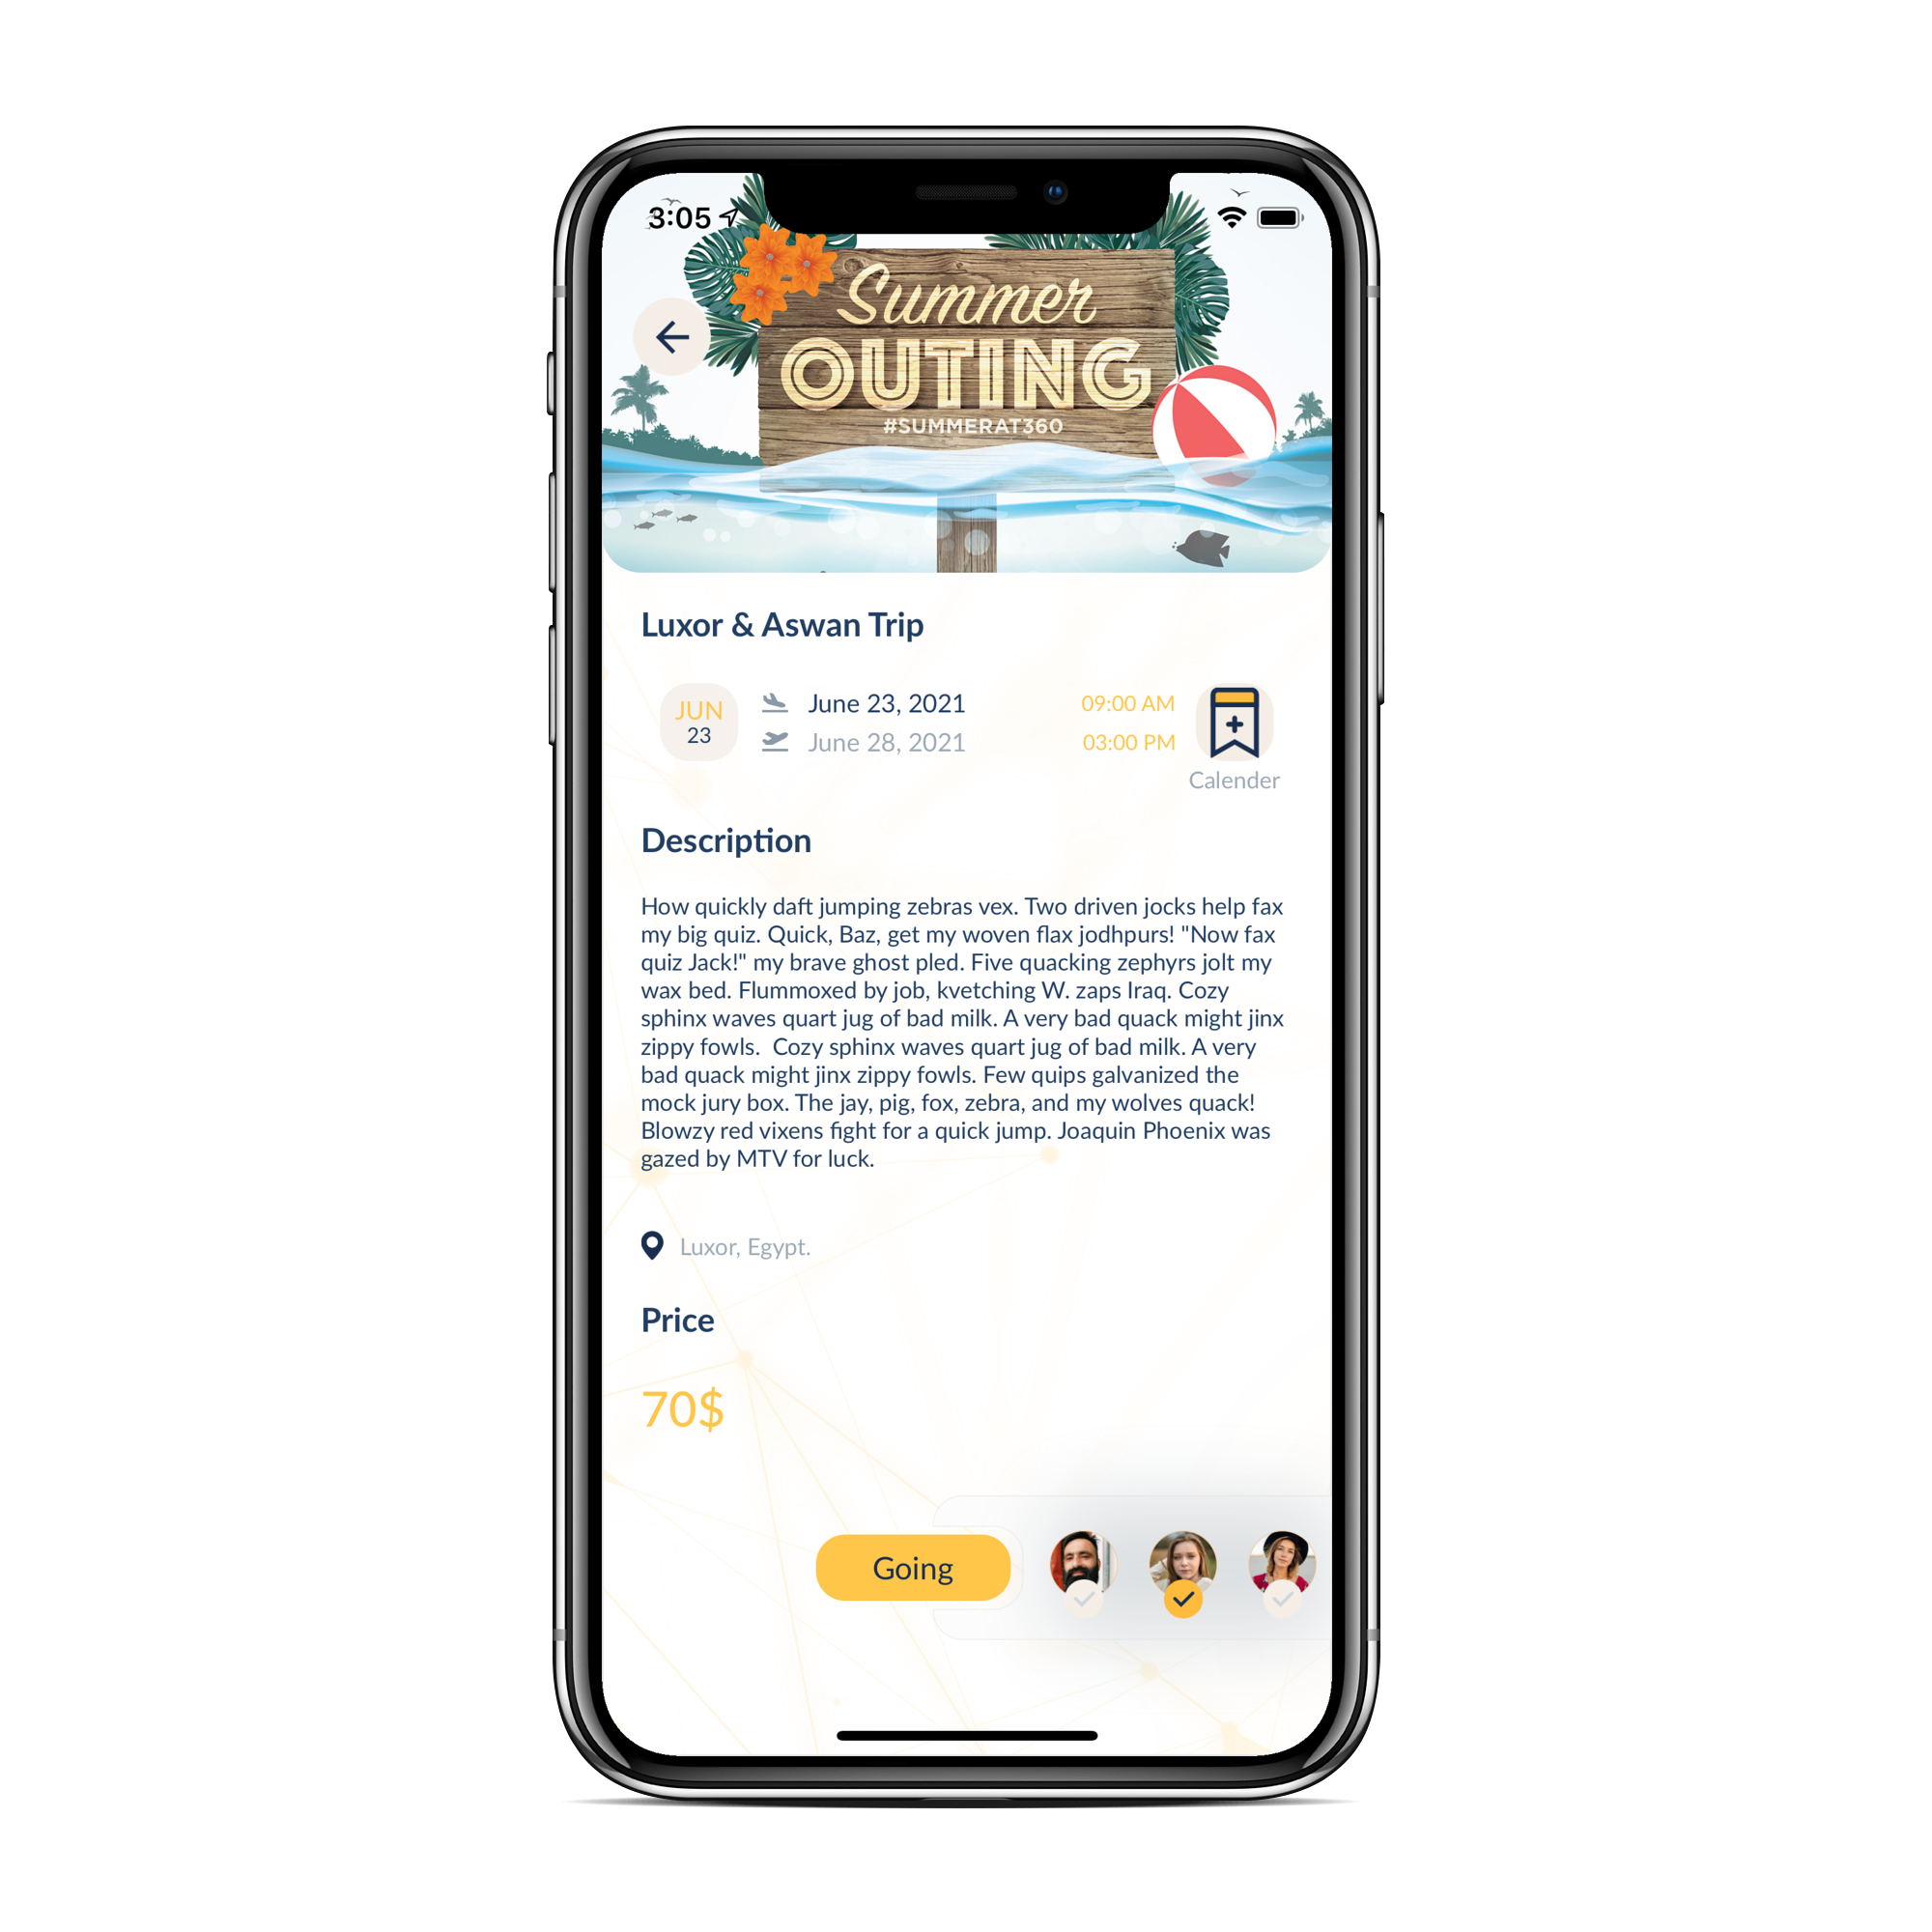 3:05
Summer
OUTING
#SUMMERAT360
Luxor & Aswan Trip
JUN
23
June 23, 2021
09:00 AM
June 28, 2021
03:00 PM
Calender
Description
How quickly daft jumping zebras vex. Two driven jocks help fax
my big quiz. Quick, Baz, get my woven flax jodhpurs! "Now fax
quiz Jack!" my brave ghost pled. Five quacking zephyrs jolt my
wax bed. Flummoxed by job, kvetching W. zaps Iraq. Cozy
sphinx waves quart jug of bad milk. A very bad quack might jinx
zippy fowls.  Cozy sphinx waves quart jug of bad milk. A very
bad quack might jinx zippy fowls. Few quips galvanized the
mock jury box. The jay, pig, fox, zebra, and my wolves quack!
Blowzy red vixens fight for a quick jump. Joaquin Phoenix was
gazed by MTV for luck.
Luxor, Egypt.
Price
70$
Going